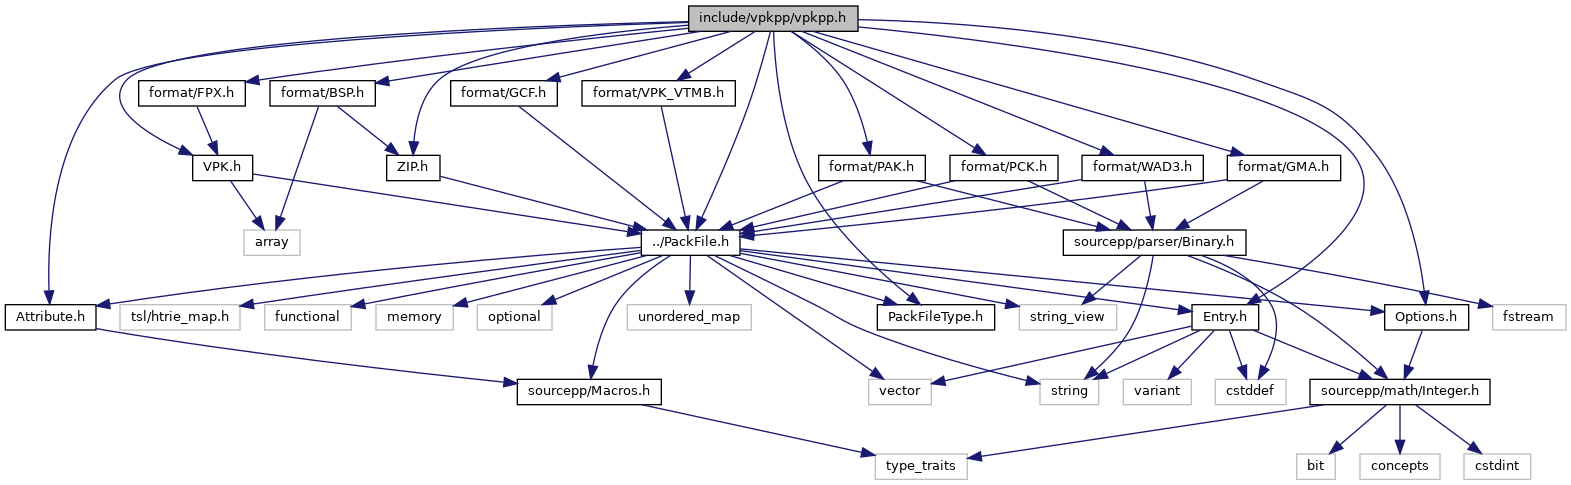 include/vpkpp/vpkpp.h
format/FPX.h
format/BSP.h
format/GCF.h
format/VPK_VTMB.h
VPK.h
ZIP.h
format/PAK.h
format/PCK.h
format/WAD3.h
format/GMA.h
array
../PackFile.h
sourcepp/parser/Binary.h
Attribute.h
tsl/htrie_map.h
functional
memory
optional
unordered_map
PackFileType.h
string_view
Entry.h
Options.h
fstream
sourcepp/Macros.h
vector
string
variant
cstddef
sourcepp/math/Integer.h
type_traits
bit
concepts
cstdint